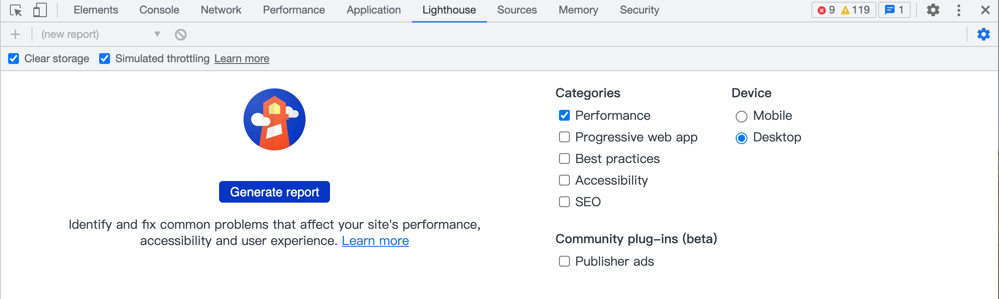 Elements Console Network Performance Application Lighthouse Sources Memory Security 9 119 1
(new report)
Clear storage Simulated throttling Learn more
Generate report
Identify and fix common problems that affect your site's performance,
accessibility and user experience. Learn more
Categories
Performance
Progressive web app
Best practices
Accessibility
SEO
Community plug-ins (beta)
Publisher ads
Device
Mobile
Desktop